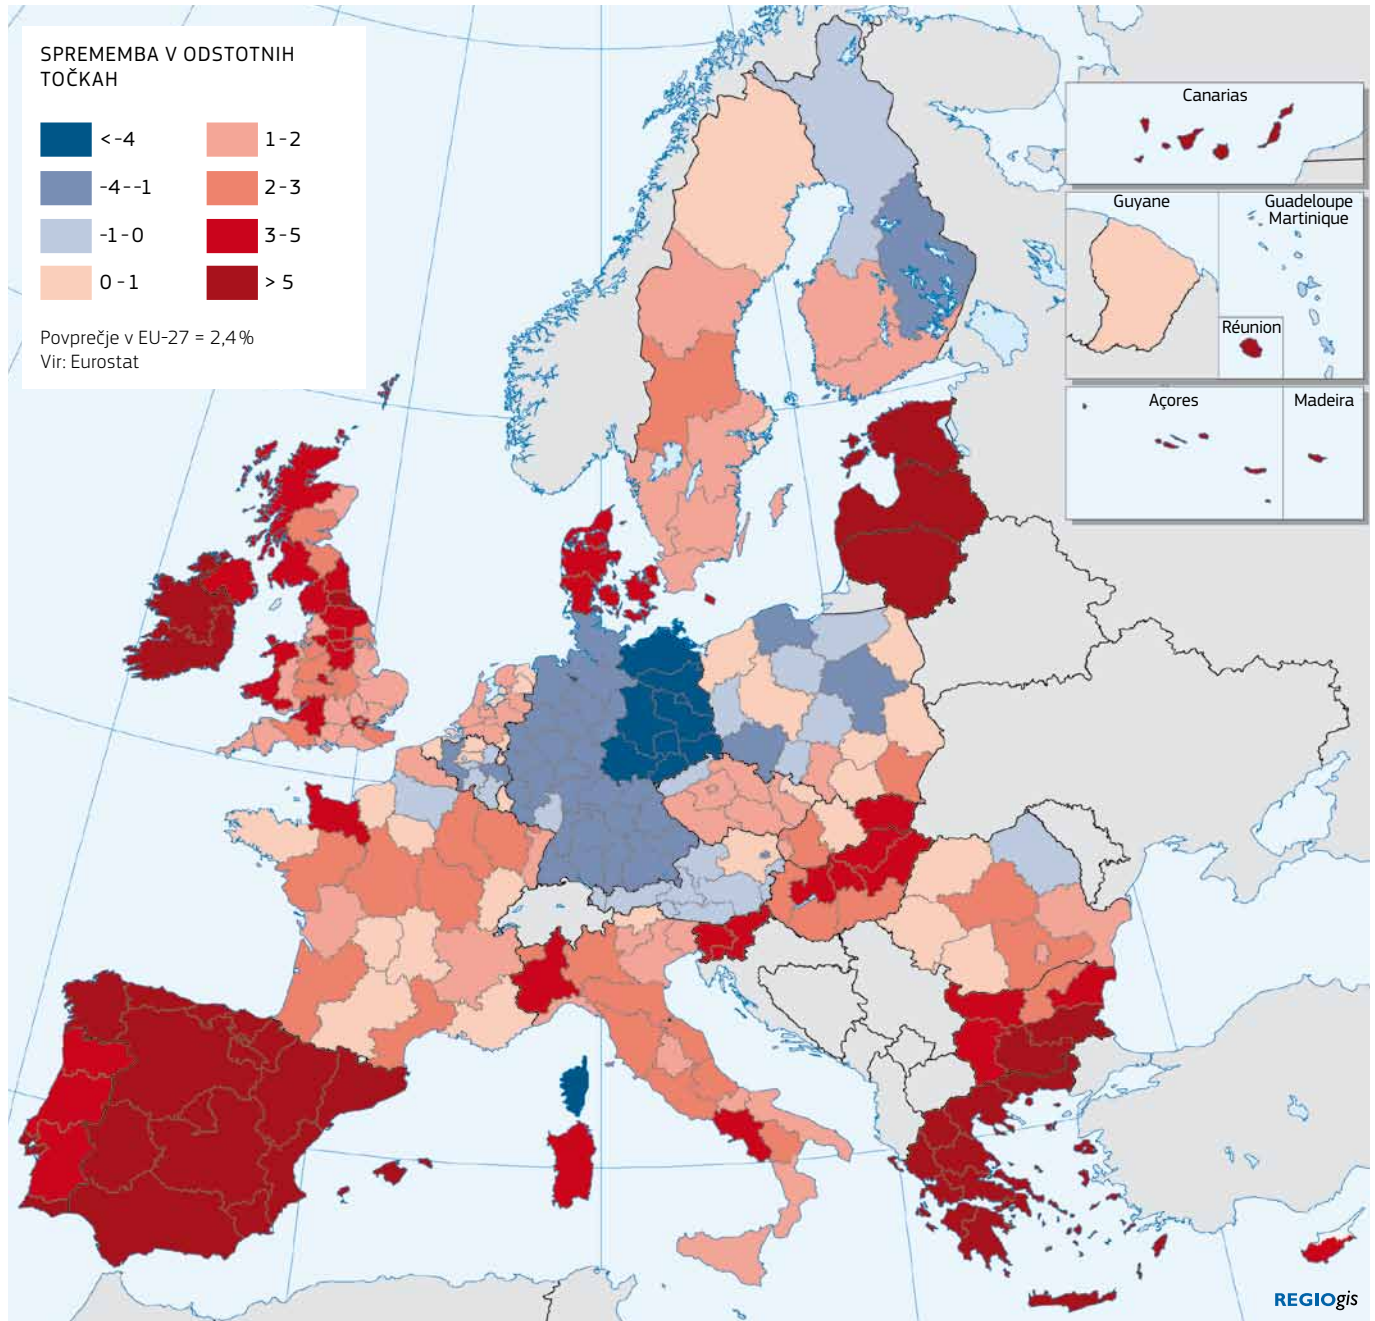 SPREMEMBA V ODSTOTNIH
TOČKAH
<-4
-4--1
-1-0
0-1
1-2
2-3
3-5
>5
Povprečje v EU-27 = 2,4%
Vir: Eurostat
Canarias
Guyane
Guadeloupe
Martinique
Réunion
Açores
Madeira
REGIOgis